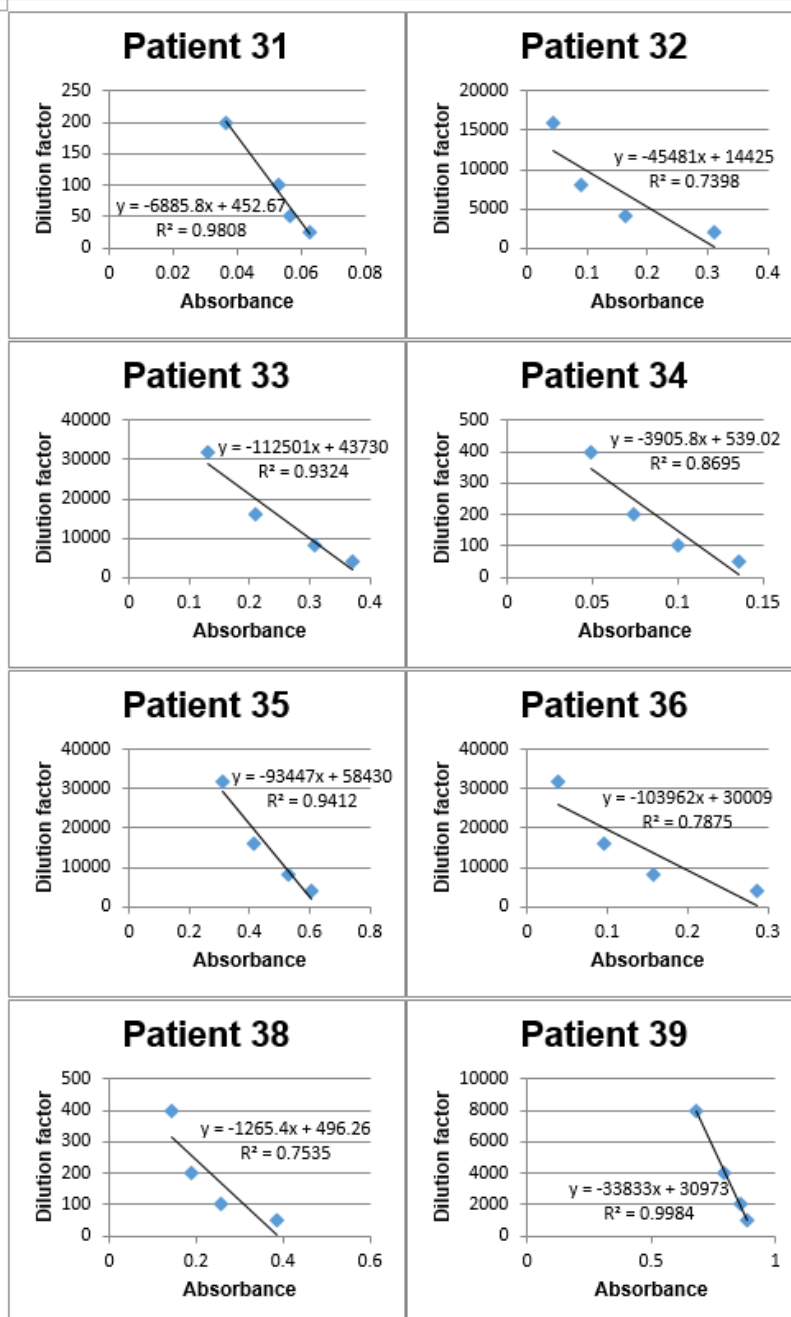 Patient 31
Dilution factor
250
200
150
100
50
0
y = -6885.8x + 452.67
R² = 0.9808
0 0.02 0.04 0.06 0.08
Absorbance
Patient 32
Dilution factor
20000
15000
10000
5000
0
y = -45481x + 14425
R² = 0.7398
0 0.1 0.2 0.3 0.4
Absorbance
Patient 33
Dilution factor
40000
30000
20000
10000
0
y = -112501x + 43730
R² = 0.9324
0 0.1 0.2 0.3 0.4
Absorbance
Patient 34
Dilution factor
500
400
300
200
100
0
y = -3905.8x + 539.02
R² = 0.8695
0 0.05 0.1 0.15
Absorbance
Patient 35
Dilution factor
40000
30000
20000
10000
0
y = -93447x + 58430
R² = 0.9412
0 0.2 0.4 0.6 0.8
Absorbance
Patient 36
Dilution factor
40000
30000
20000
10000
0
y = -103962x + 30009
R² = 0.7875
0 0.1 0.2 0.3
Absorbance
Patient 38
Dilution factor
500
400
300
200
100
0
y = -1265.4x + 496.26
R² = 0.7535
0 0.2 0.4 0.6
Absorbance
Patient 39
Dilution factor
10000
8000
6000
4000
2000
0
y = -33833x + 30973
R² = 0.9984
0 0.5 1
Absorbance